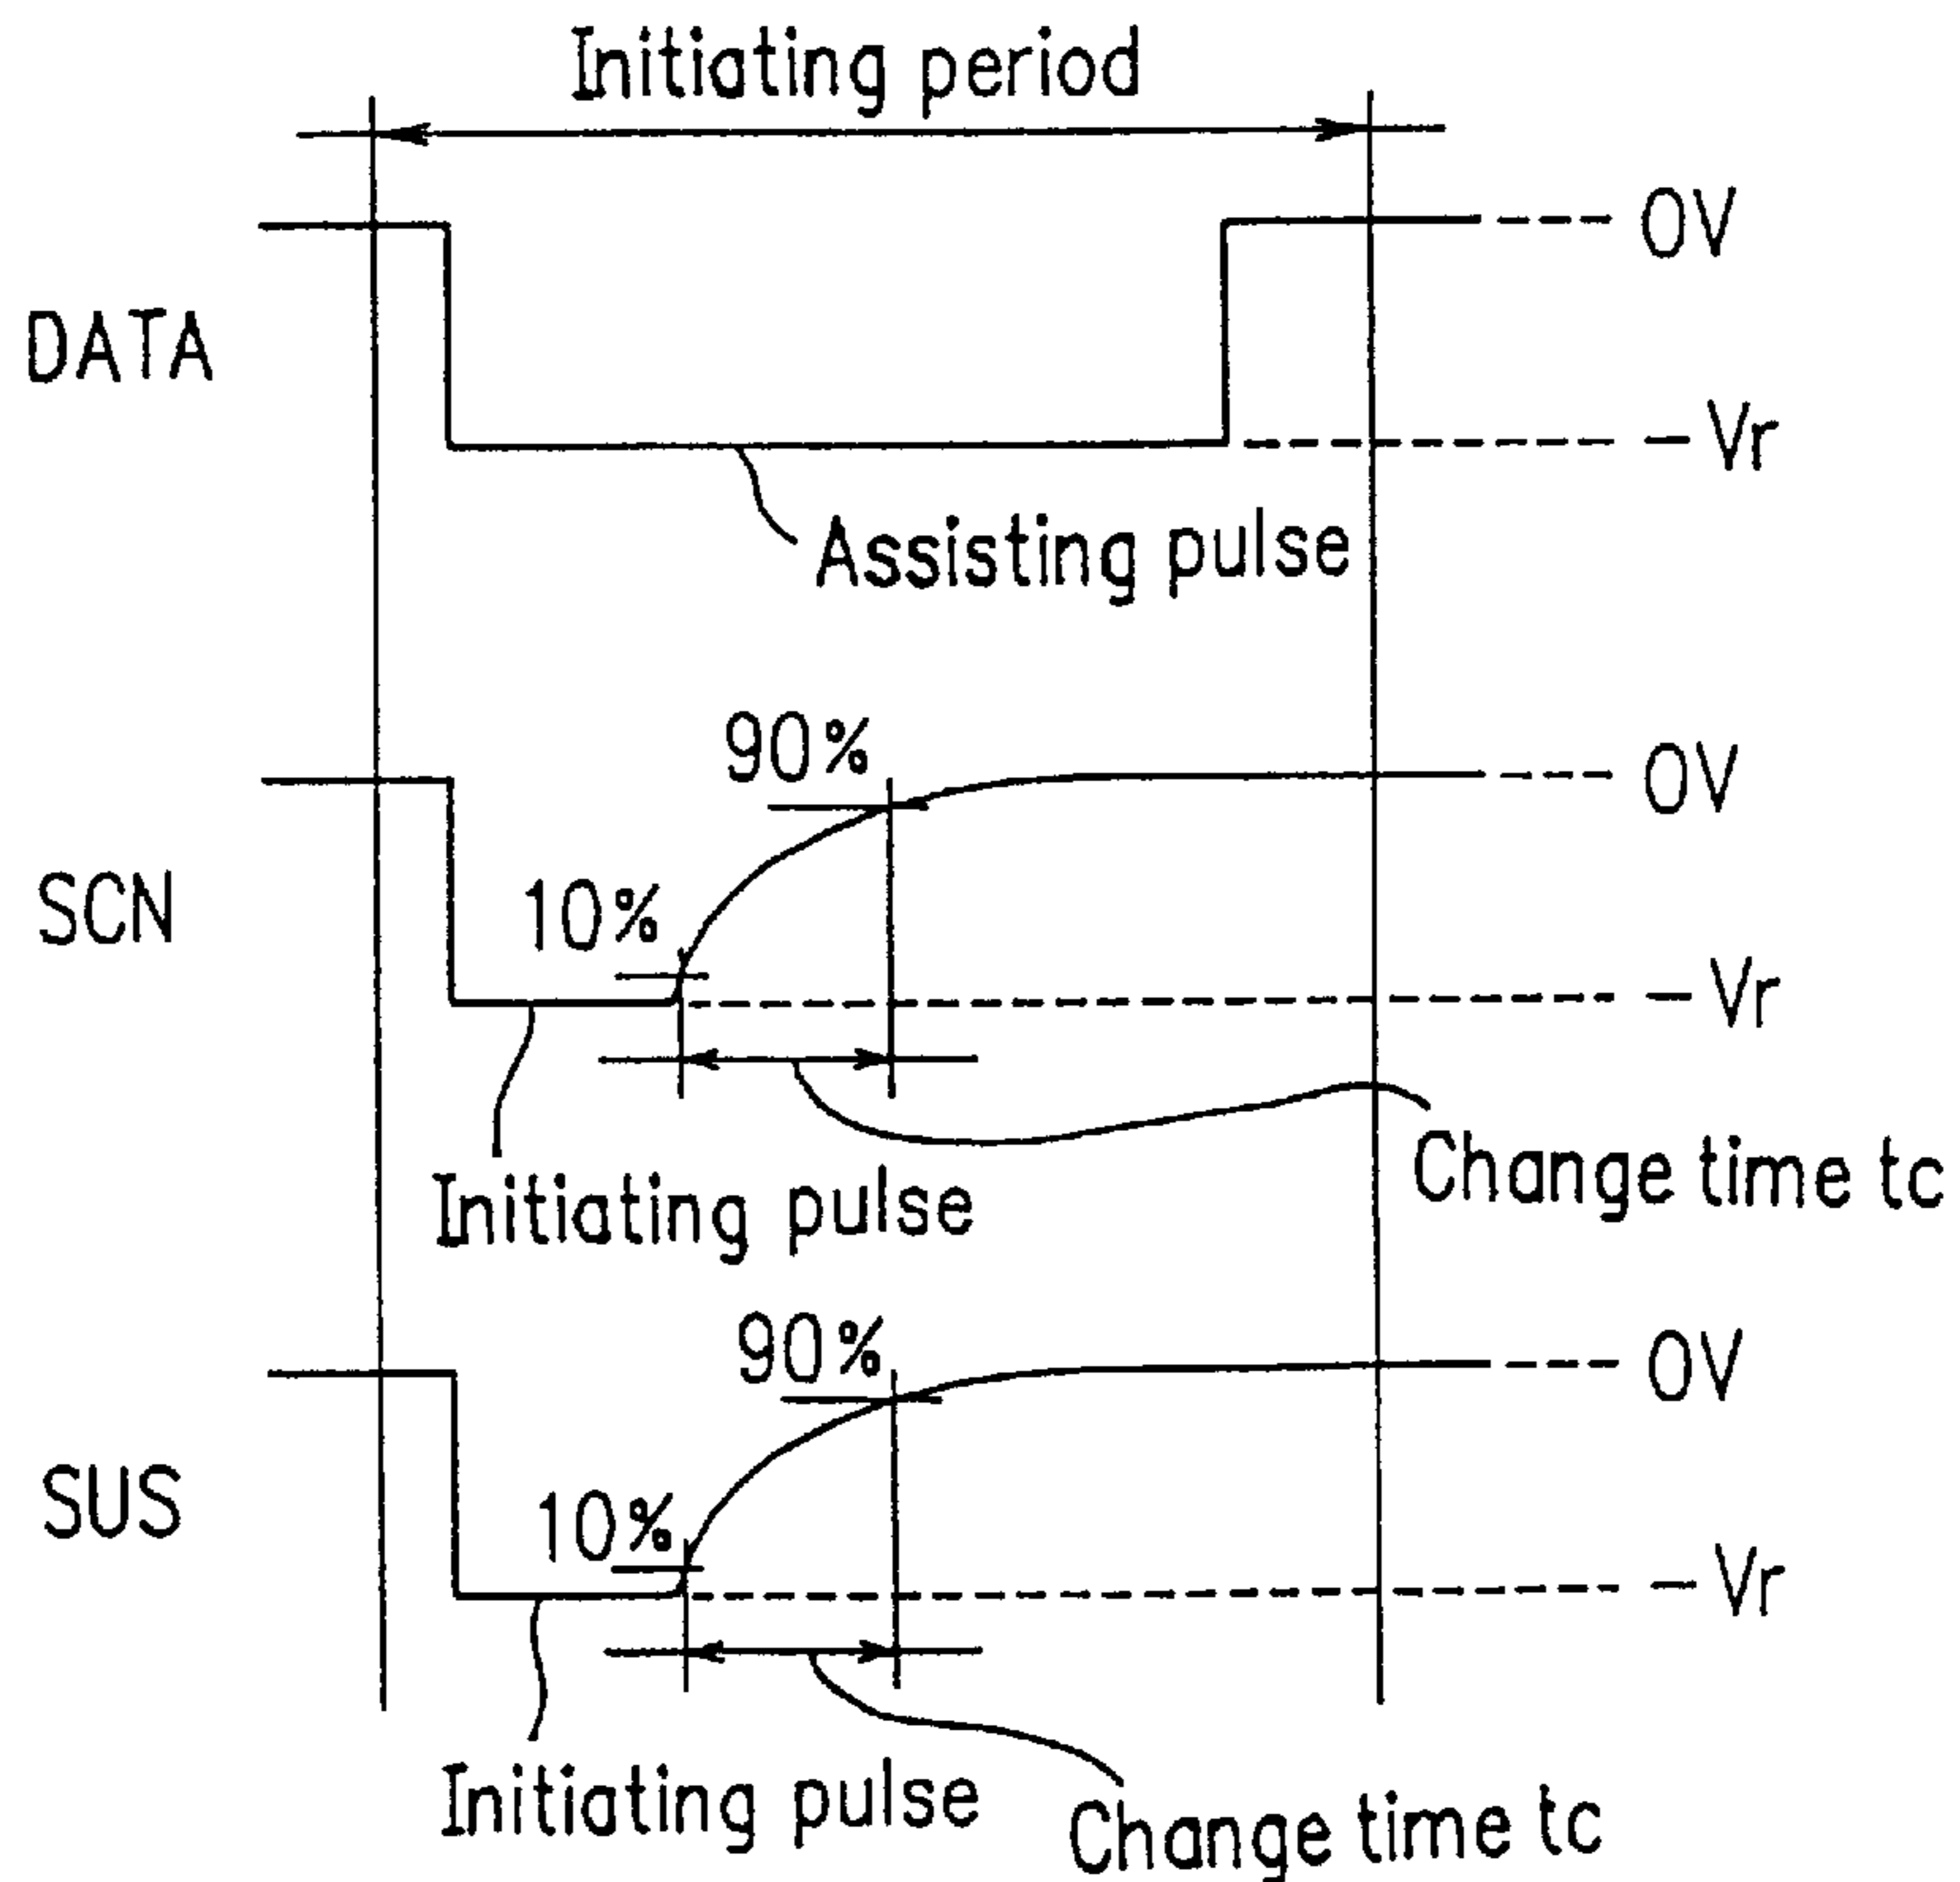 Initiating period
0V
DATA
-Vr
Assisting pulse
90%
0V
10%
SCN
-Vr
Change time tc
Initiating pulse
90%
0V
10%
SUS
-Vr
Initiating pulse
Change time tc